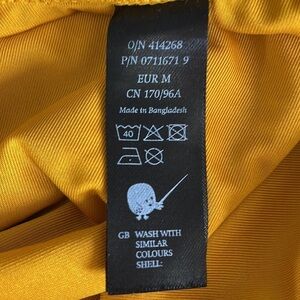 O/N 414268
P/N 0711671 9
EUR M
CN 170/96A
Made in Bangladesh
40
GB WASH WITH
SIMILAR
COLOURS
SHELL: